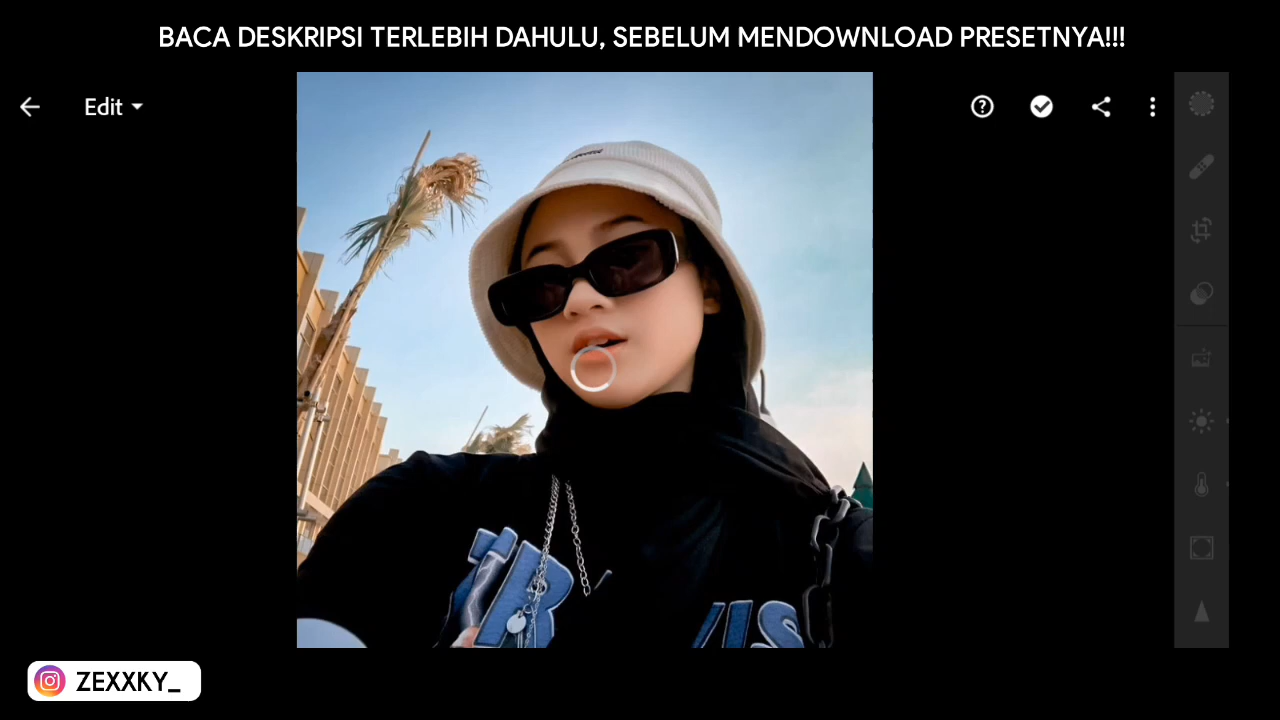 BACA DESKRIPSI TERLEBIH DAHULU, SEBELUM MENDOWNLOAD PRESETNYA!!!
Edit
ZEXXKY_